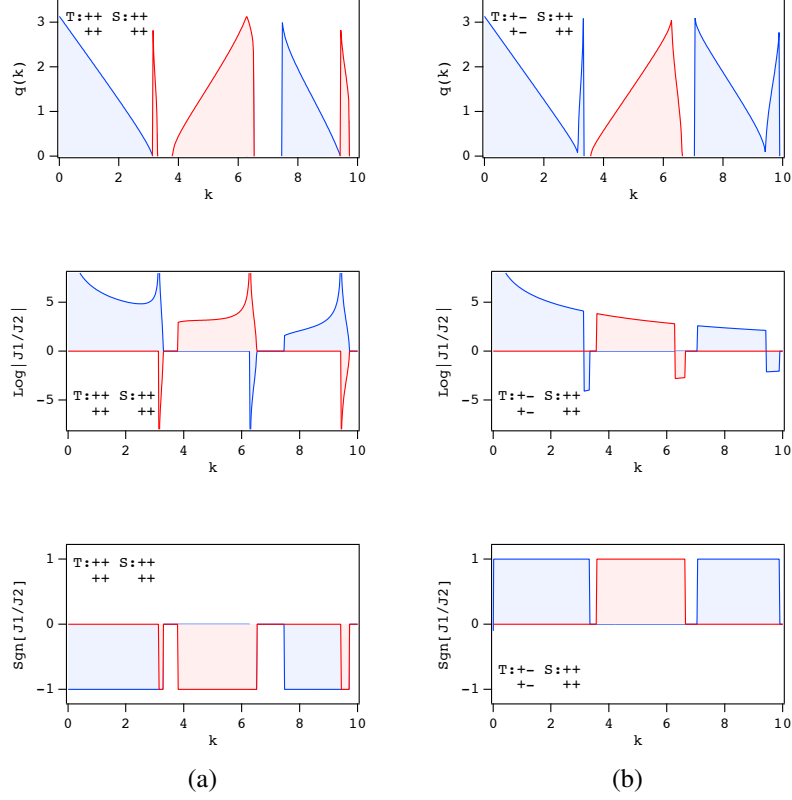 3
2
1
0
q(k)
T:++ S:++
++ ++
0 2 4 6 8 10
k
3
2
1
0
q(k)
T:+- S:++
+- ++
0 2 4 6 8 10
k
5
0
-5
Log|J1/J2|
T:++ S:++
++ ++
0 2 4 6 8 10
k
5
0
-5
Log|J1/J2|
T:+- S:++
+- ++
0 2 4 6 8 10
k
1
0
-1
Sgn[J1/J2]
T:++ S:++
++ ++
0 2 4 6 8 10
k
1
0
-1
Sgn[J1/J2]
T:+- S:++
+- ++
0 2 4 6 8 10
k
(a)
(b)